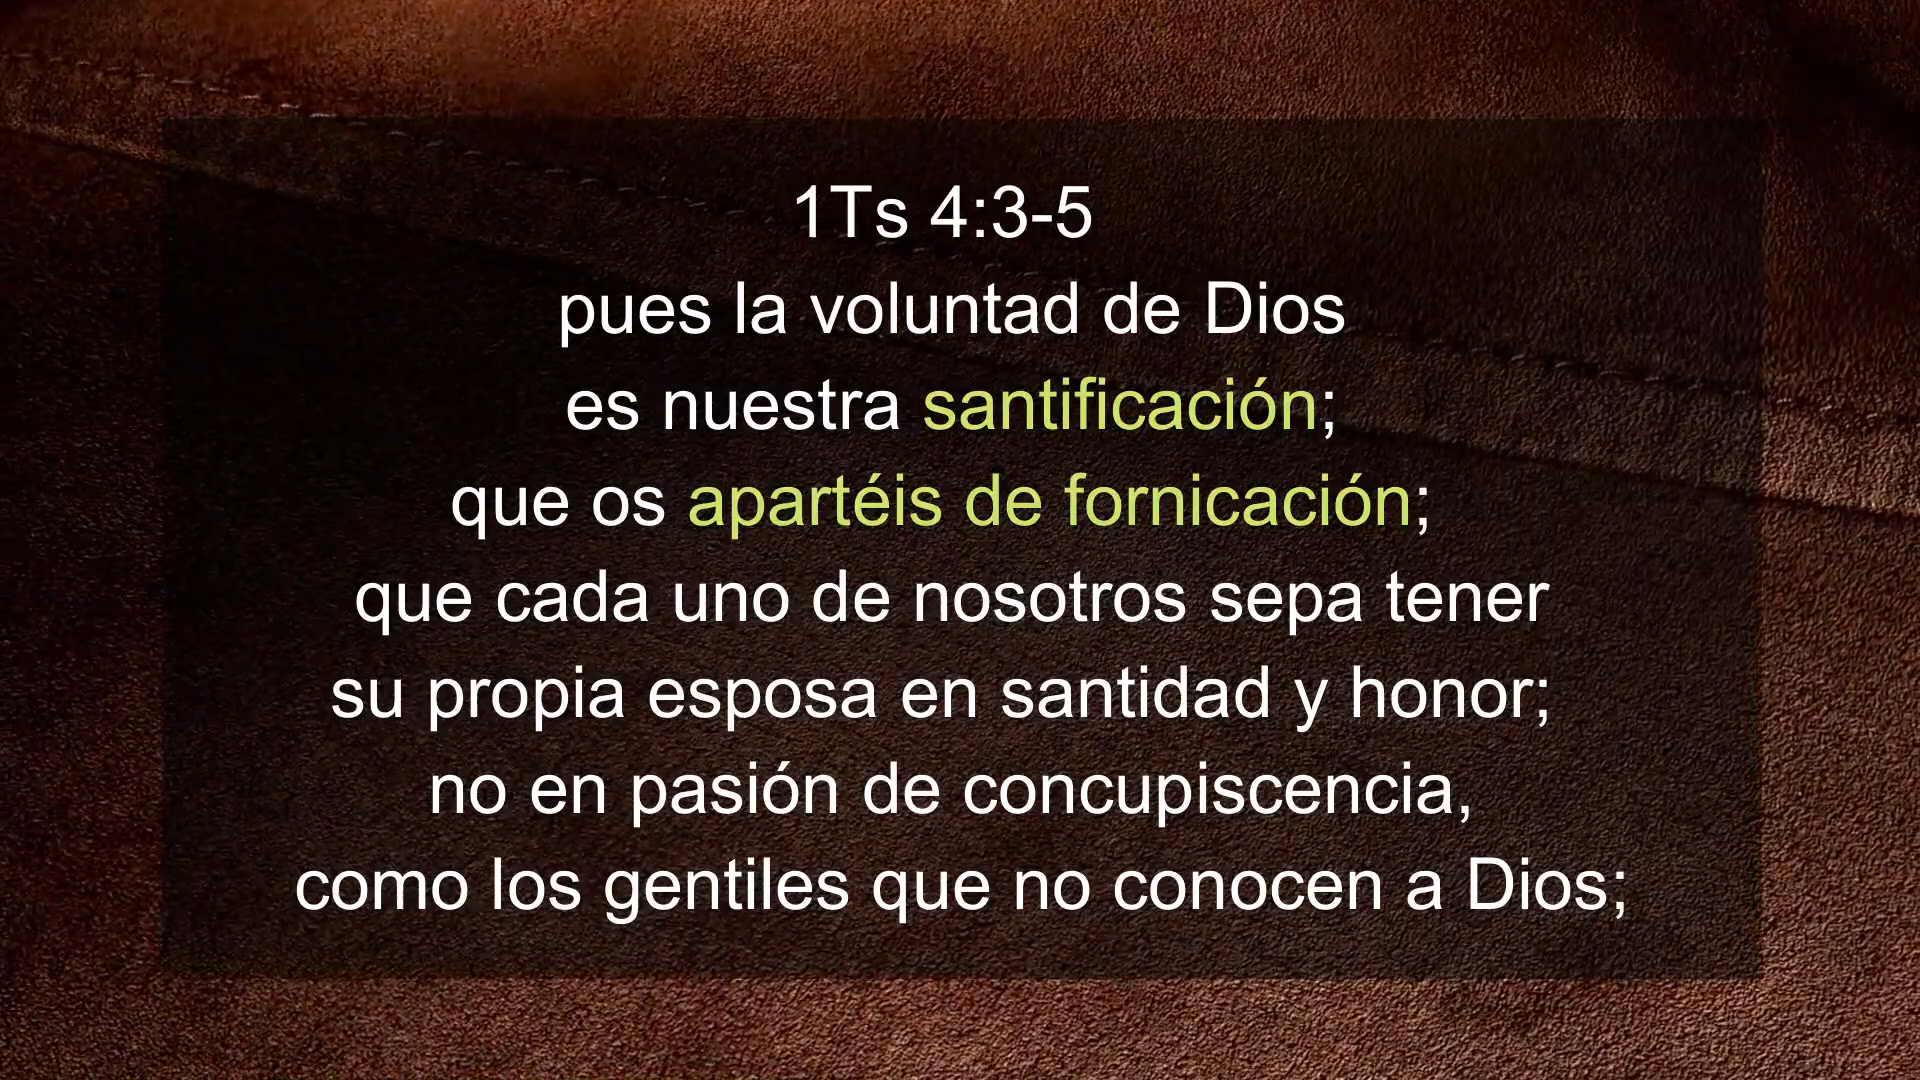 1Ts 4:3-5
pues la voluntad de Dios
es nuestra santificación;
que os apartéis de fornicación;
que cada uno de nosotros sepa tener
su propia esposa en santidad y honor;
no en pasión de concupiscencia,
como los gentiles que no conocen a Dios;